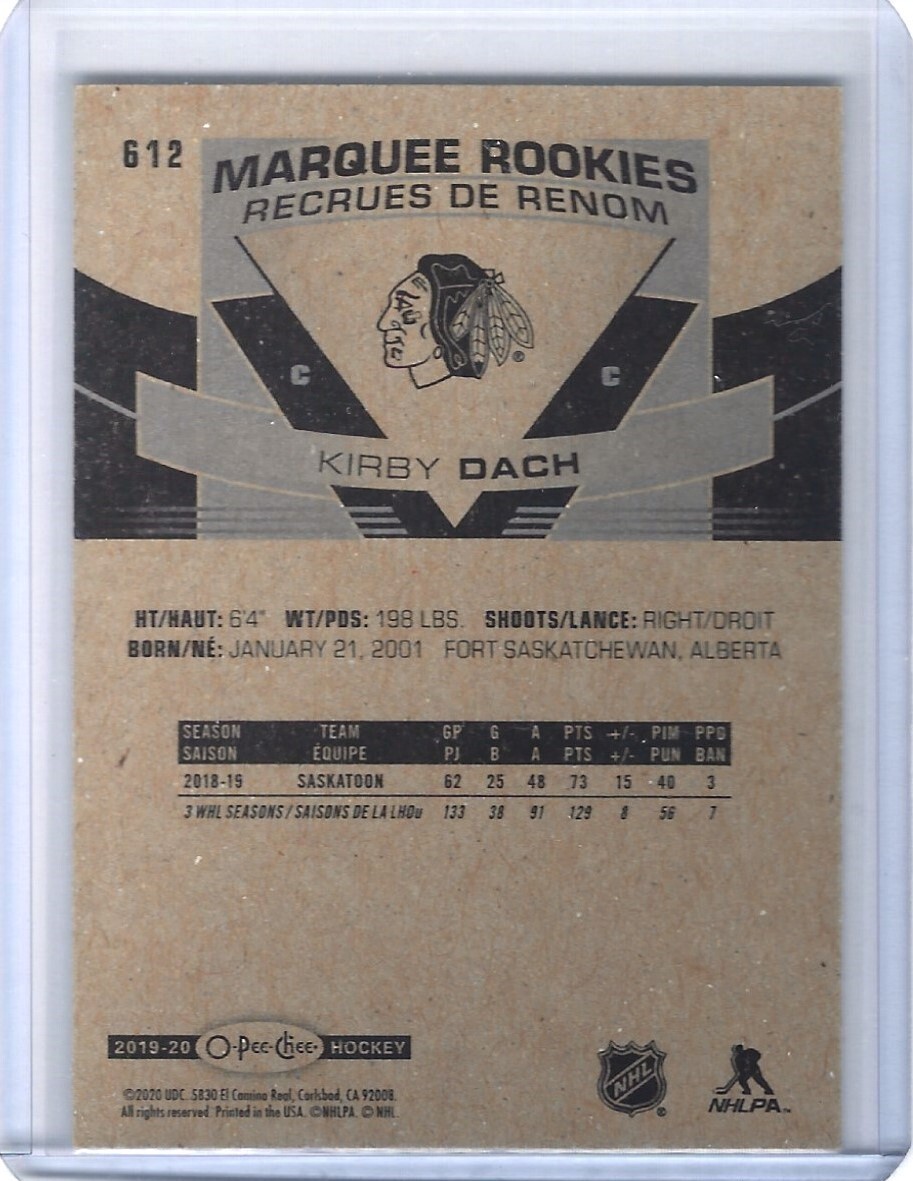 612
MARQUEE ROOKIES
RECRUES DE RENOM
®
C C
KIRBY DACH
HT/HAUT: 6'4" WT/PDS: 198 LBS. SHOOTS/LANCE: RIGHT/DROIT
BORN/NÉ: JANUARY 21, 2001 FORT SASKATCHEWAN, ALBERTA
SEASON TEAM GP G A PTS +/- PIM PPG
SAISON ÉQUIPE PJ B A PTS +/- PUN BAN
2018-19 SASKATOON 62 25 48 73 15 40 3
3 WHL SEASONS / SAISONS DE LA LHOu 133 38 91 129 8 56 7
2019-20 O-Pee-Chee HOCKEY
©2020 UDC. 5830 El Camino Real, Carlsbad, CA 92008.
All rights reserved. Printed in the USA. ©NHLPA. © NHL.
NHL ®
NHLPA™